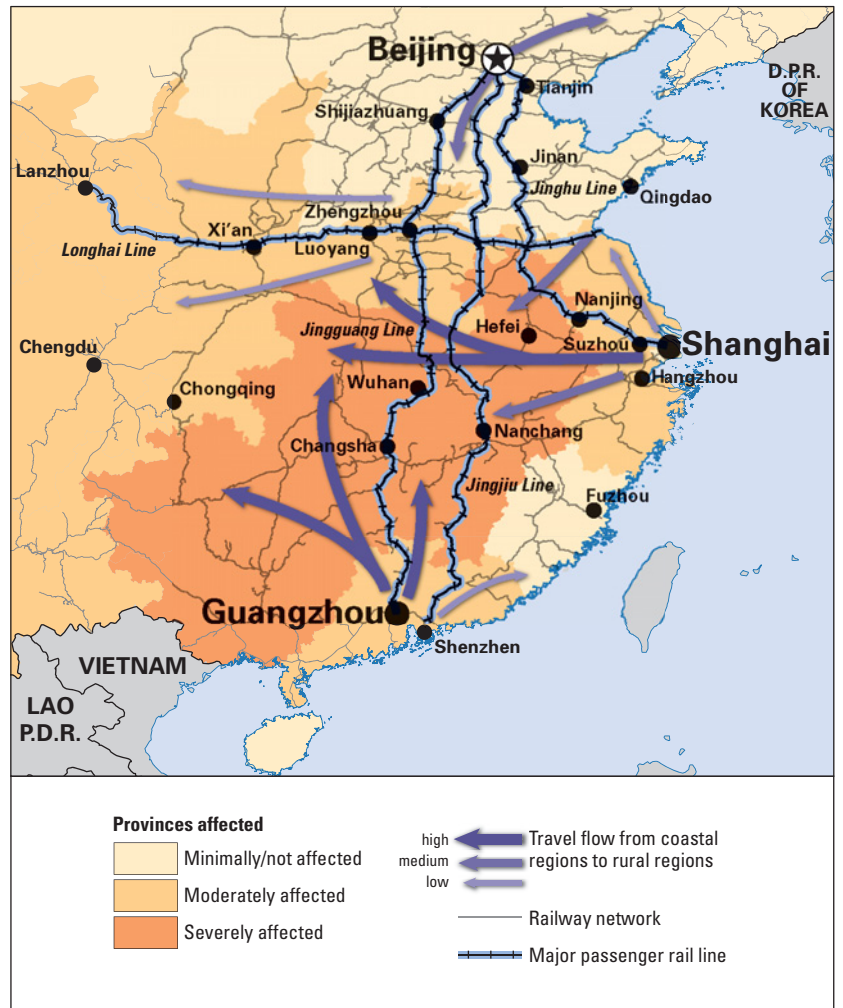 Beijing
D.P.R.
OF
KOREA
Tianjin
Shijiazhuang
Jinan
Lanzhou
Jinghu Line
Qingdao
Zhengzhou
Xi'an
Longhai Line
Luoyang
Nanjing
Jingguang Line
Hefei
Shanghai
Suzhou
Chengdu
Hangzhou
Chongqing
Wuhan
Nanchang
Changsha
Jingjiu Line
Fuzhou
Guangzhou
Shenzhen
VIETNAM
LAO
P.D.R.
Provinces affected
Minimally/not affected
Moderately affected
Severely affected
high
medium
low
Travel flow from coastal
regions to rural regions
Railway network
Major passenger rail line